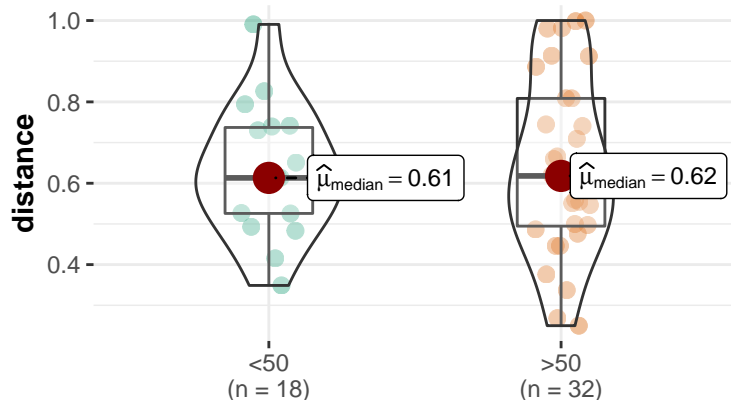 distance
1.0
0.8
0.6
0.4
μ̂median = 0.61
μ̂median = 0.62
<50
(n = 18)
>50
(n = 32)